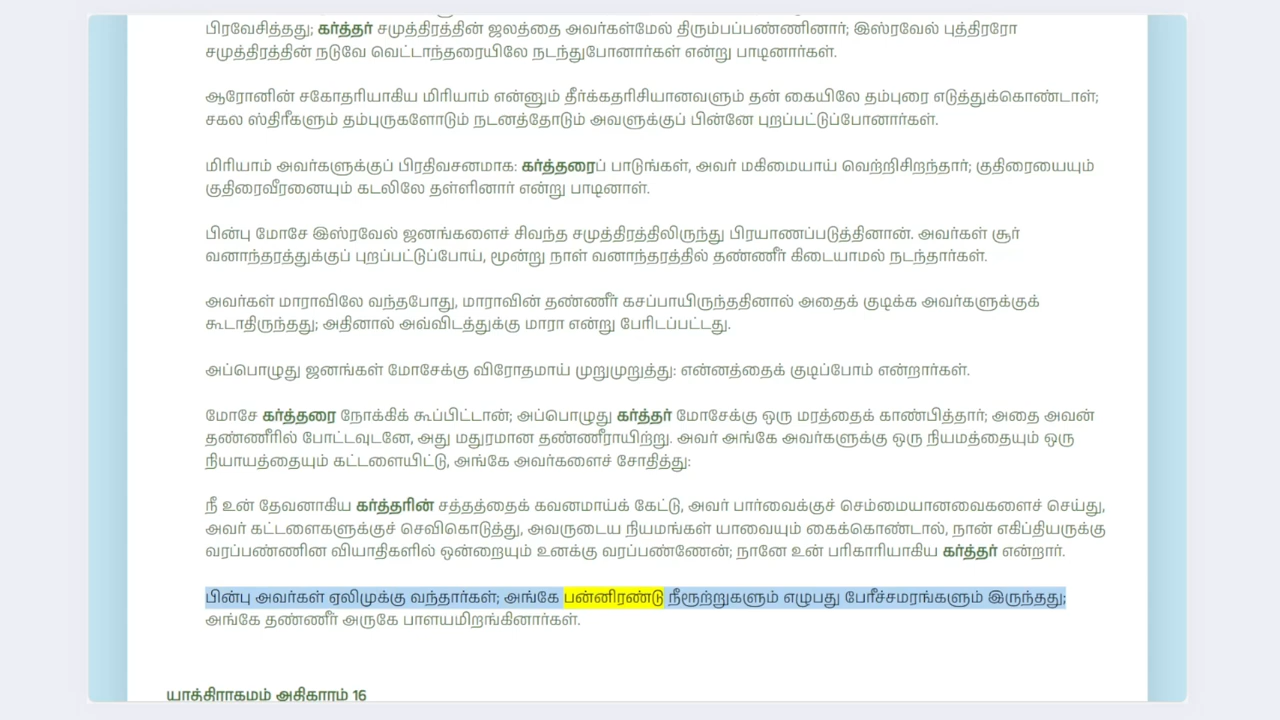 பிரவேசித்தது; கர்த்தர் சமுத்திரத்தின் ஜலத்தை அவர்கள்மேல் திரும்பப்பண்ணினார்; இஸ்ரவேல் புத்திரரோ
சமுத்திரத்தின் நடுவே வெட்டாந்தரையிலே நடந்துபோனார்கள் என்று பாடினார்கள்.
ஆரோனின் சகோதரியாகிய மிரியாம் என்னும் தீர்க்கதரிசியானவளும் தன் கையிலே தம்புரை எடுத்துக்கொண்டாள்;
சகல ஸ்திரீகளும் தம்புருகளோடும் நடனத்தோடும் அவளுக்குப் பின்னே புறப்பட்டுப்போனார்கள்.
மிரியாம் அவர்களுக்குப் பிரதிவசனமாக: கர்த்தரைப் பாடுங்கள், அவர் மகிமையாய் வெற்றிசிறந்தார்; குதிரையையும்
குதிரைவீரனையும் கடலிலே தள்ளினார் என்று பாடினாள்.
பின்பு மோசே இஸ்ரவேல் ஜனங்களைச் சிவந்த சமுத்திரத்திலிருந்து பிரயாணப்படுத்தினான். அவர்கள் சூர்
வனாந்தரத்துக்குப் புறப்பட்டுப்போய், மூன்று நாள் வனாந்தரத்தில் தண்ணீர் கிடையாமல் நடந்தார்கள்.
அவர்கள் மாராவிலே வந்தபோது, மாராவின் தண்ணீர் கசப்பாயிருந்ததினால் அதைக் குடிக்க அவர்களுக்குக்
கூடாதிருந்தது; அதினால் அவ்விடத்துக்கு மாரா என்று பேரிடப்பட்டது.
அப்பொழுது ஜனங்கள் மோசேக்கு விரோதமாய் முறுமுறுத்து: என்னத்தைக் குடிப்போம் என்றார்கள்.
மோசே கர்த்தரை நோக்கிக் கூப்பிட்டான்; அப்பொழுது கர்த்தர் மோசேக்கு ஒரு மரத்தைக் காண்பித்தார்; அதை அவன்
தண்ணீரில் போட்டவுடனே, அது மதுரமான தண்ணீராயிற்று. அவர் அங்கே அவர்களுக்கு ஒரு நியமத்தையும் ஒரு
நியாயத்தையும் கட்டளையிட்டு, அங்கே அவர்களைச் சோதித்து:
நீ உன் தேவனாகிய கர்த்தரின் சத்தத்தைக் கவனமாய்க் கேட்டு, அவர் பார்வைக்குச் செம்மையானவைகளைச் செய்து,
அவர் கட்டளைகளுக்குச் செவிகொடுத்து, அவருடைய நியமங்கள் யாவையும் கைக்கொண்டால், நான் எகிப்தியருக்கு
வரப்பண்ணின வியாதிகளில் ஒன்றையும் உனக்கு வரப்பண்ணேன்; நானே உன் பரிகாரியாகிய கர்த்தர் என்றார்.
பின்பு அவர்கள் ஏலிமுக்கு வந்தார்கள்; அங்கே பன்னிரண்டு நீரூற்றுகளும் எழுபது பேரீச்சமரங்களும் இருந்தது;
அங்கே தண்ணீர் அருகே பாளயமிறங்கினார்கள்.
யாத்திராகமம் அதிகாரம் 16